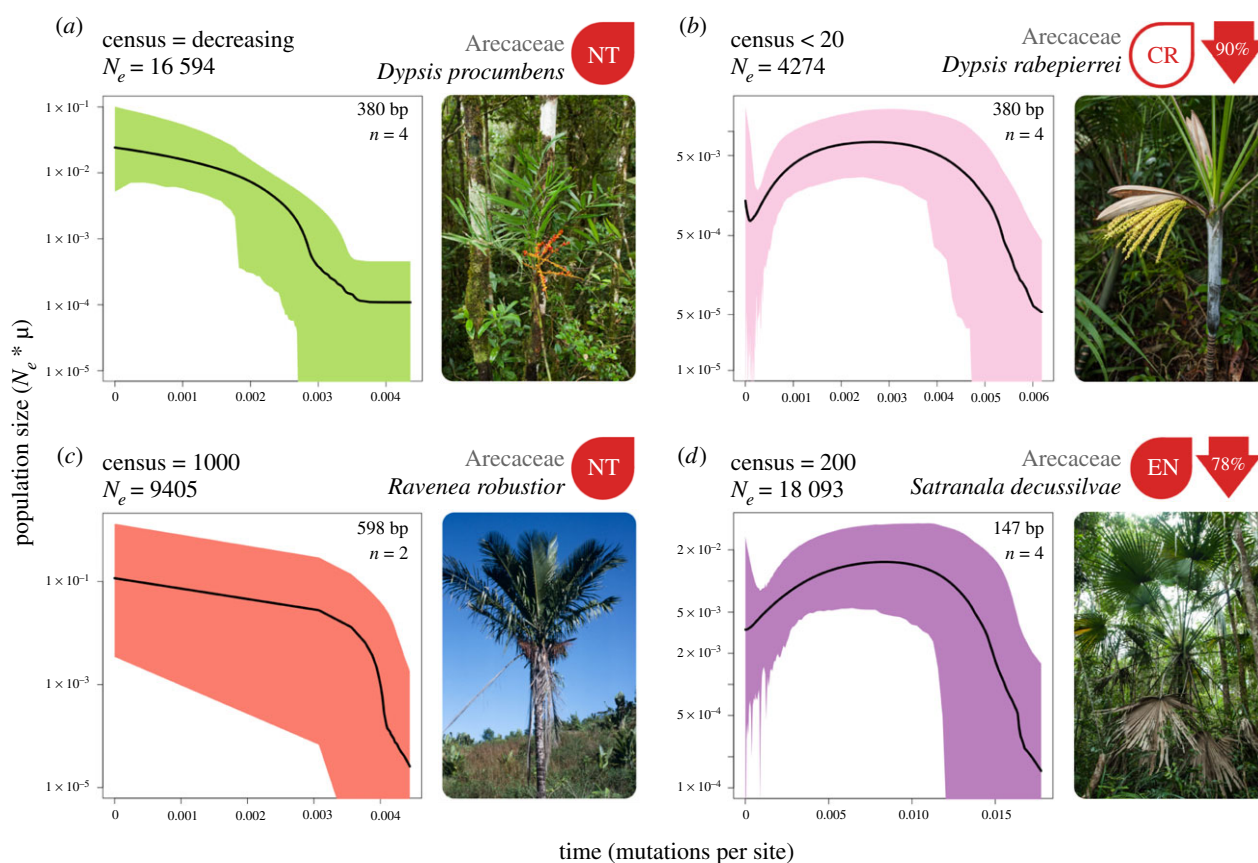 (a)
census = decreasing
Nₑ = 16 594
Arecaceae
Dypsis procumbens
NT
380 bp
n = 4
1 × 10⁻¹
1 × 10⁻²
1 × 10⁻³
1 × 10⁻⁴
1 × 10⁻⁵
0 0.001 0.002 0.003 0.004
(b)
census < 20
Nₑ = 4274
Arecaceae
Dypsis rabepierrei
CR
90%
380 bp
n = 4
5 × 10⁻³
5 × 10⁻⁴
5 × 10⁻⁵
1 × 10⁻⁵
0 0.001 0.002 0.003 0.004 0.005 0.006
population size (Nₑ * μ)
(c)
census = 1000
Nₑ = 9405
Arecaceae
Ravenea robustior
NT
598 bp
n = 2
1 × 10⁻¹
1 × 10⁻³
1 × 10⁻⁵
0 0.001 0.002 0.003 0.004
(d)
census = 200
Nₑ = 18 093
Arecaceae
Satranala decussilvae
EN
78%
147 bp
n = 4
2 × 10⁻²
5 × 10⁻³
2 × 10⁻³
5 × 10⁻⁴
1 × 10⁻⁴
0 0.005 0.010 0.015
time (mutations per site)